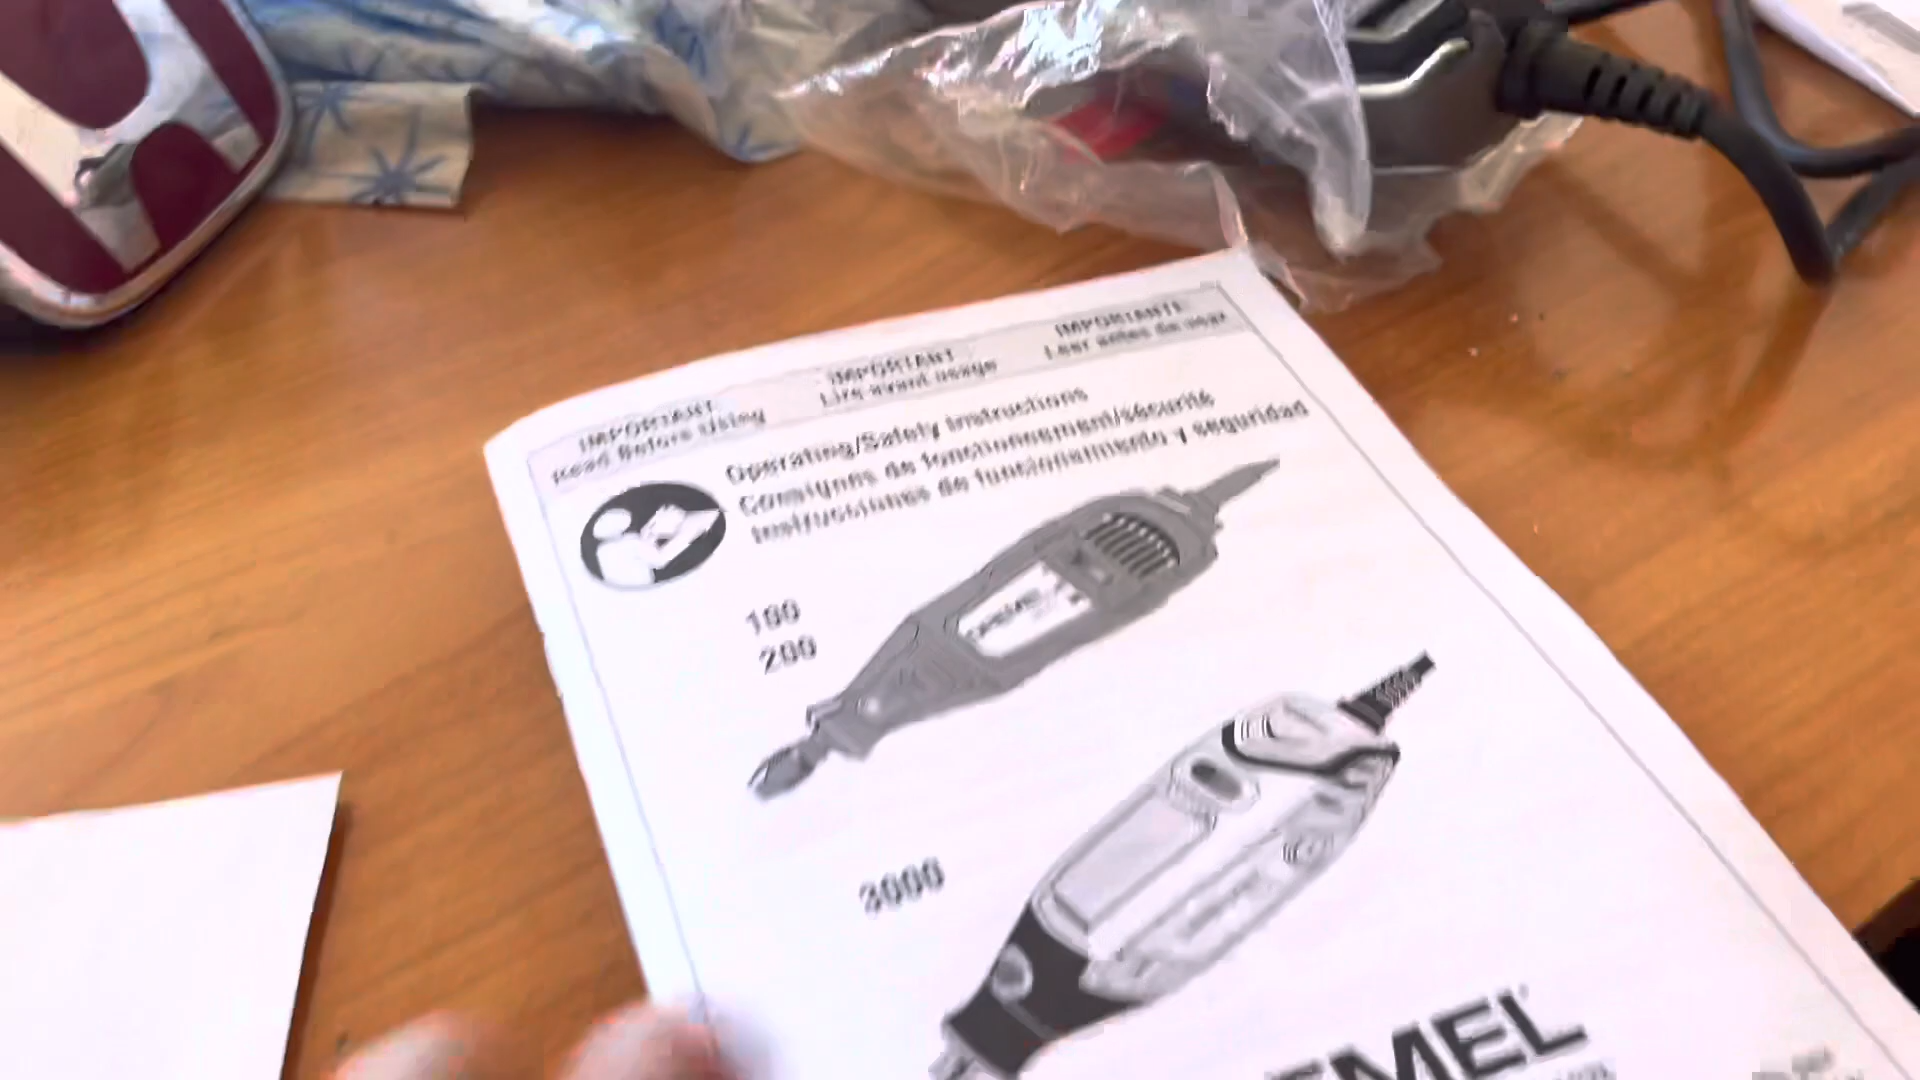 IMPORTANT
Read Before Using
IMPORTANT
Lire avant usage
IMPORTANTE
Leer antes de usar
Operating/Safety Instructions
Consignes de fonctionnement/sécurité
Instrucciones de funcionamiento y seguridad
100
200
DREMEL
3000
EMEL